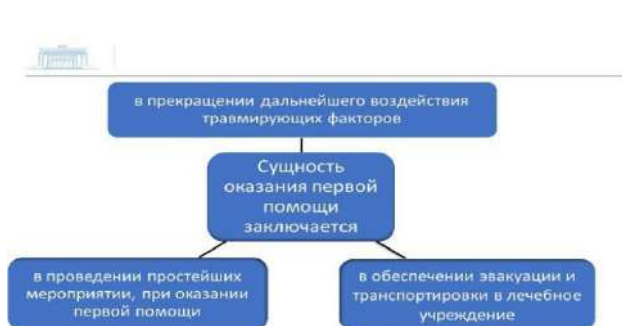 в прекращении дальнейшего воздействия
травмирующих факторов
Сущность
оказания первой
помощи
заключается
в проведении простейших
мероприятии, при оказании
первой помощи
в обеспечении эвакуации и
транспортировки в лечебное
учреждение